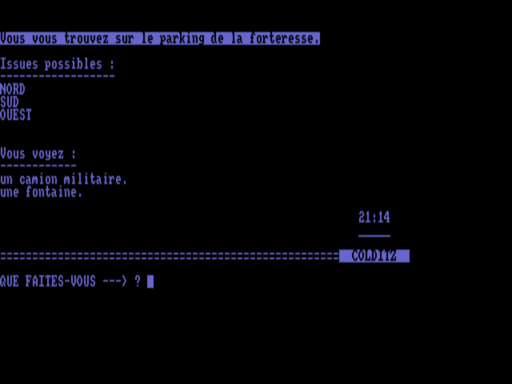 Vous vous trouvez sur le parking de la forteresse.
Issues possibles :
------------------
NORD
SUD
OUEST
Vous voyez :
------------
un camion militaire.
une fontaine.
21:14
-----
===================================================== COLDITZ
QUE FAITES-VOUS ---> ?